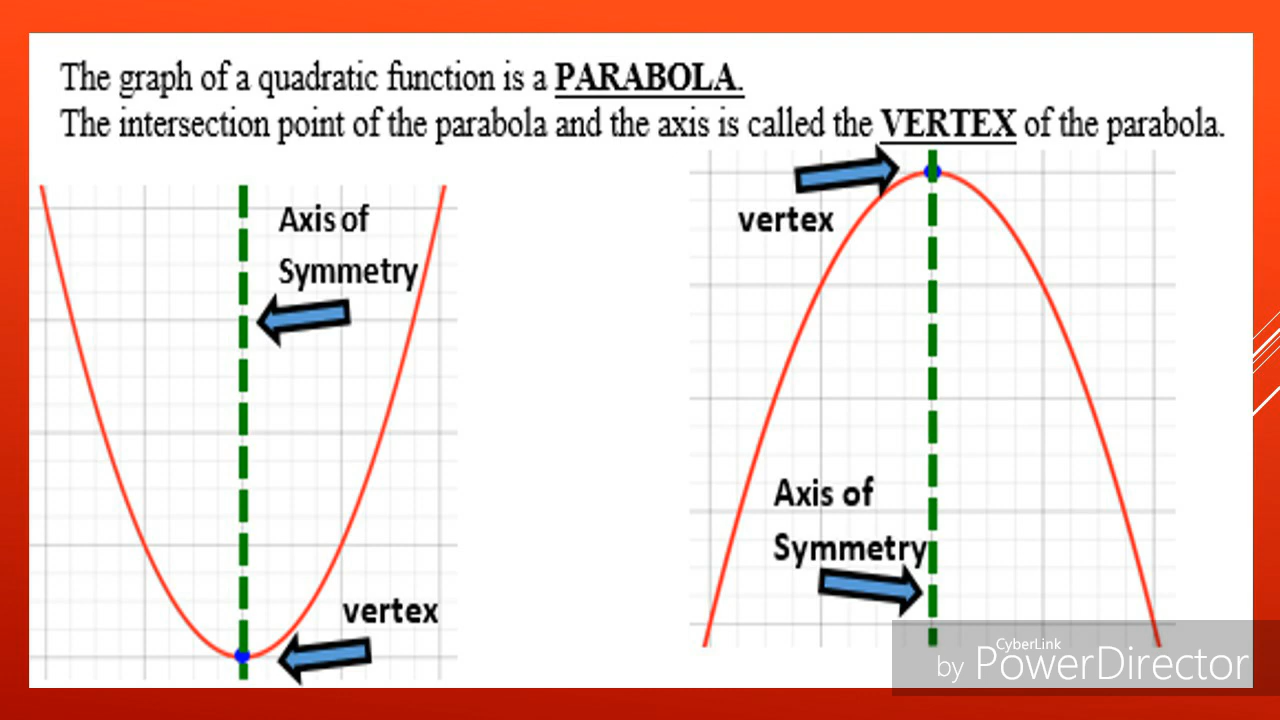 The graph of a quadratic function is a PARABOLA.
The intersection point of the parabola and the axis is called the VERTEX of the parabola.
Axis of
Symmetry
vertex
vertex
Axis of
Symmetry
CyberLink
by PowerDirector